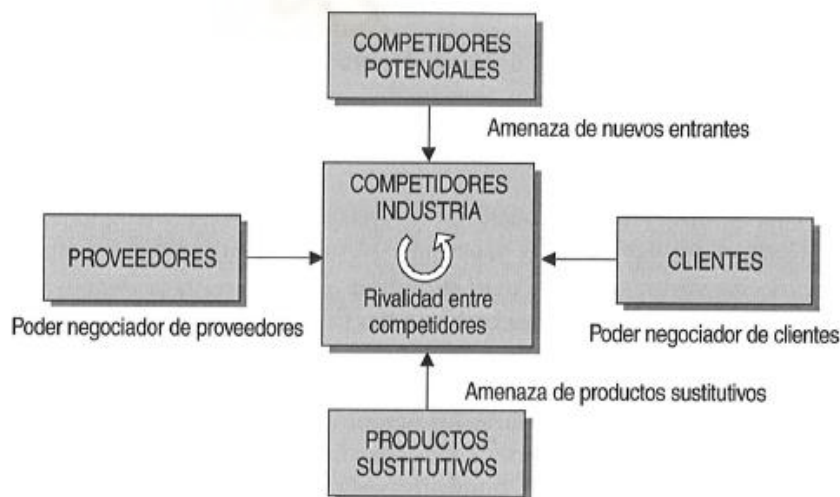 COMPETIDORES
POTENCIALES
Amenaza de nuevos entrantes
COMPETIDORES
INDUSTRIA
PROVEEDORES
CLIENTES
Rivalidad entre
competidores
Poder negociador de proveedores
Poder negociador de clientes
Amenaza de productos sustitutivos
PRODUCTOS
SUSTITUTIVOS